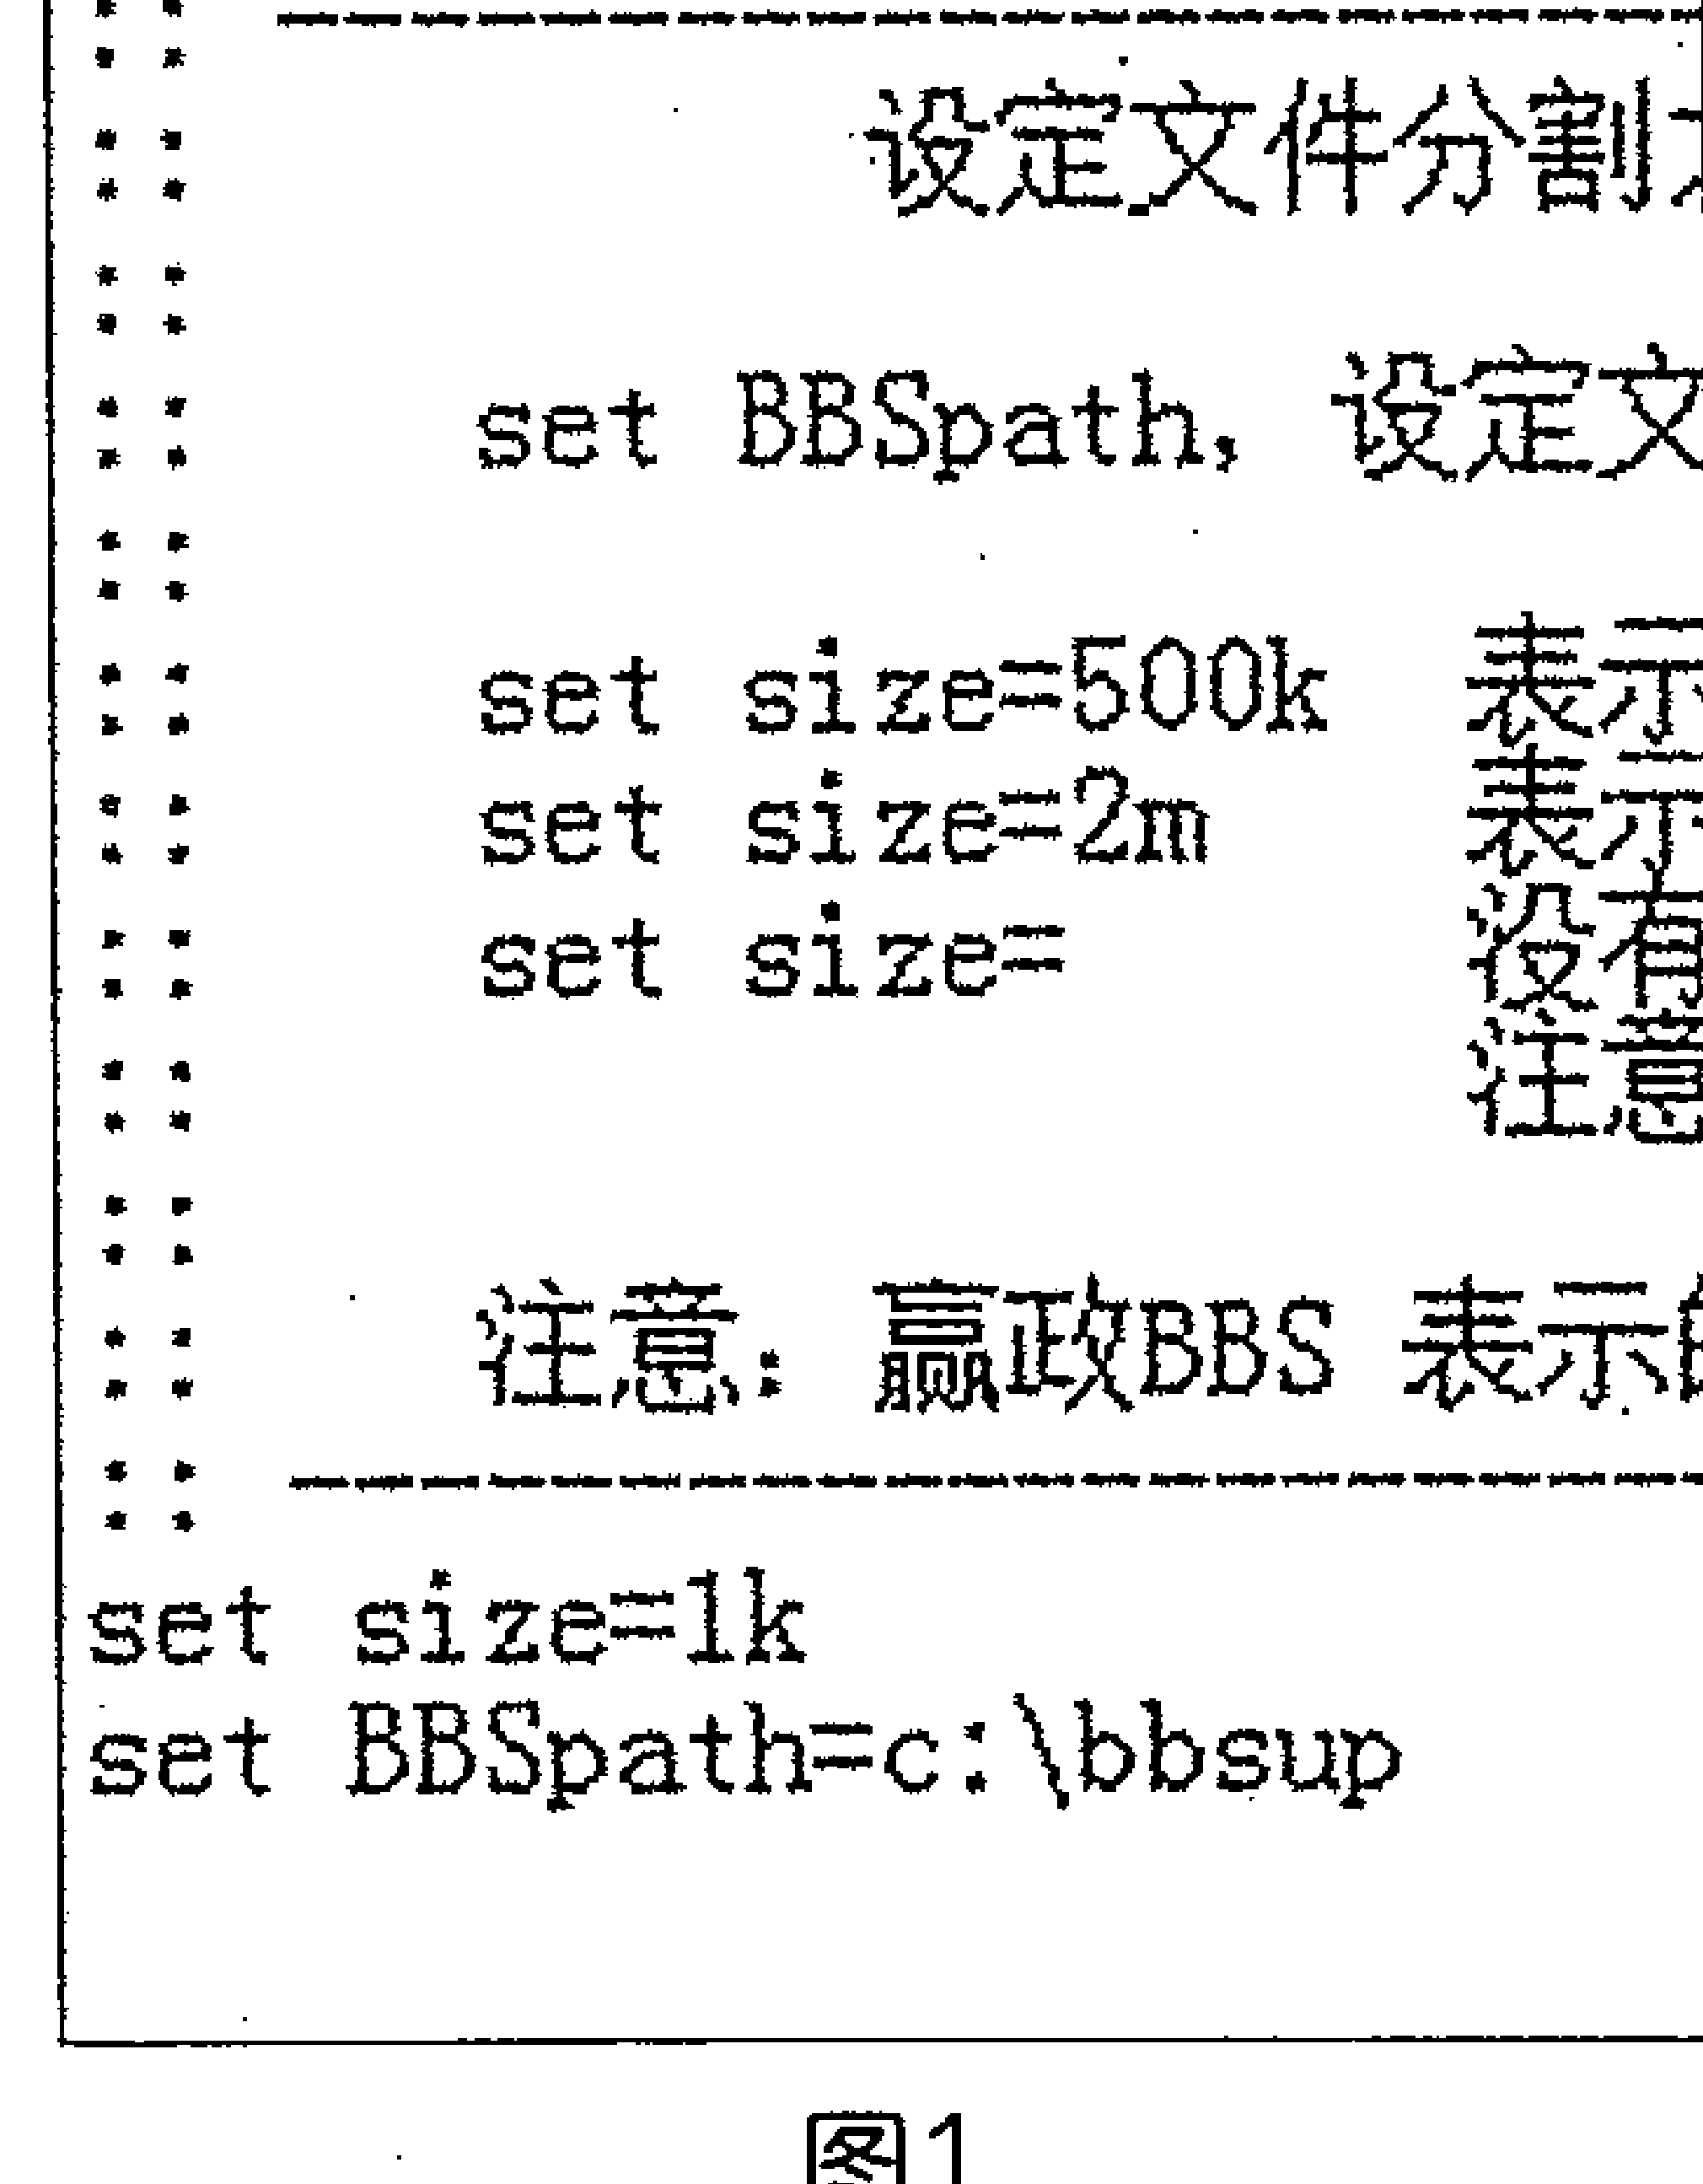 :: ----------------------
:: 设定文件分割
::
:: set BBSpath, 设定文
::
:: set size=500k 表示
:: set size=2m 表示
:: set size= 没有
:: 注意
::
:: 注意: 赢政BBS 表示
:: ----------------------
set size=1k
set BBSpath=c:\bbsup
图1